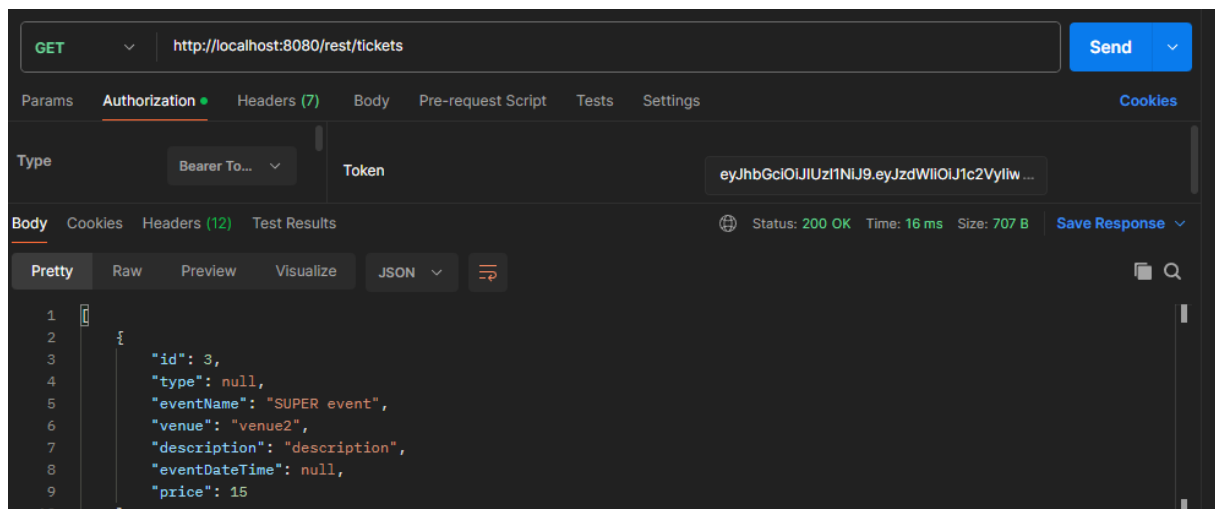 GET http://localhost:8080/rest/tickets Send
Params Authorization Headers (7) Body Pre-request Script Tests Settings Cookies
Type Bearer To... Token eyJhbGciOiJIUzI1NiJ9.eyJzdWIiOiJ1c2VyIiw ...
Body Cookies Headers (12) Test Results Status: 200 OK Time: 16 ms Size: 707 B Save Response
Pretty Raw Preview Visualize JSON
1 [
2 {
3 "id": 3,
4 "type": null,
5 "eventName": "SUPER event",
6 "venue": "venue2",
7 "description": "description",
8 "eventDateTime": null,
9 "price": 15